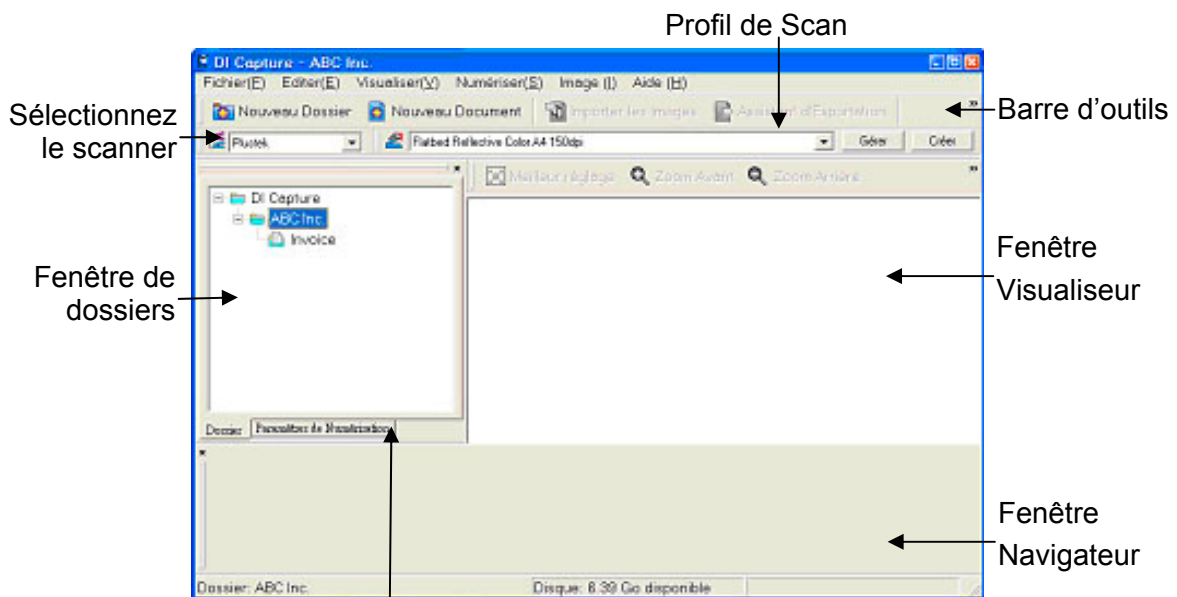 Profil de Scan
DI Capture - ABC Inc.
Fichier(F) Editer(E) Visualiser(V) Numériser(S) Image (I) Aide (H)
Nouveau Dossier Nouveau Document Importer les images Assistant d'Exportation
Barre d'outils
Sélectionnez
le scanner
Plustek Flatbed Reflective Color A4 150dpi Gérer Créer
Meilleur réglage Zoom Avant Zoom Arrière
DI Capture
ABC Inc.
Invoice
Fenêtre
Visualiseur
Fenêtre de
dossiers
Dossier Paramètres de Numérisation
Fenêtre
Navigateur
Dossier: ABC Inc. Disque: 6.39 Go disponible